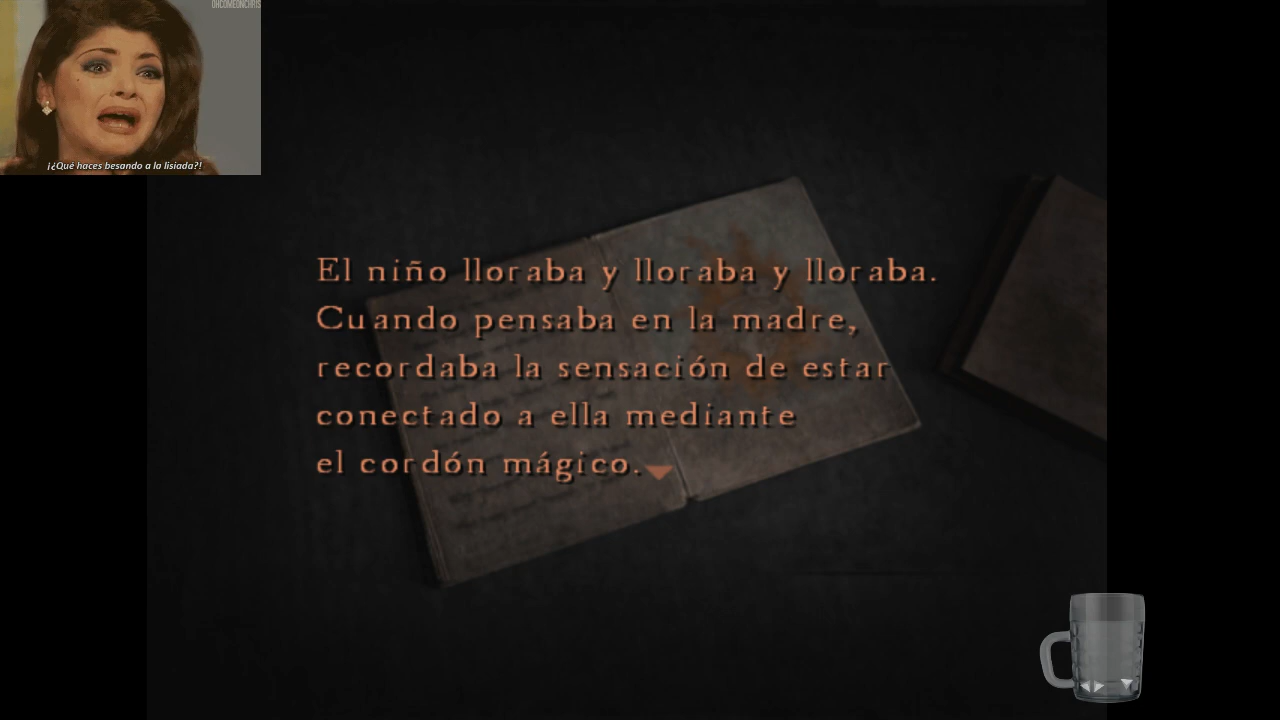 OHCOMEONCHRIS
¡¿Qué haces besando a la lisiada?!
El niño lloraba y lloraba y lloraba.
Cuando pensaba en la madre,
recordaba la sensación de estar
conectado a ella mediante
el cordón mágico.